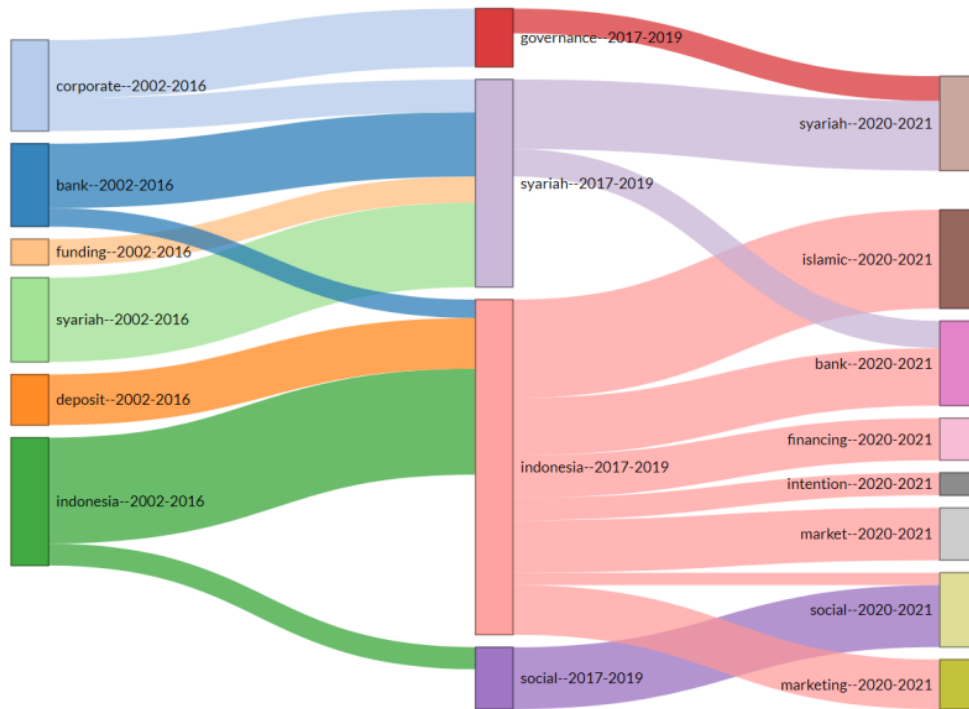 corporate--2002-2016
bank--2002-2016
funding--2002-2016
syariah--2002-2016
deposit--2002-2016
indonesia--2002-2016
governance--2017-2019
syariah--2017-2019
indonesia--2017-2019
social--2017-2019
syariah--2020-2021
islamic--2020-2021
bank--2020-2021
financing--2020-2021
intention--2020-2021
market--2020-2021
social--2020-2021
marketing--2020-2021